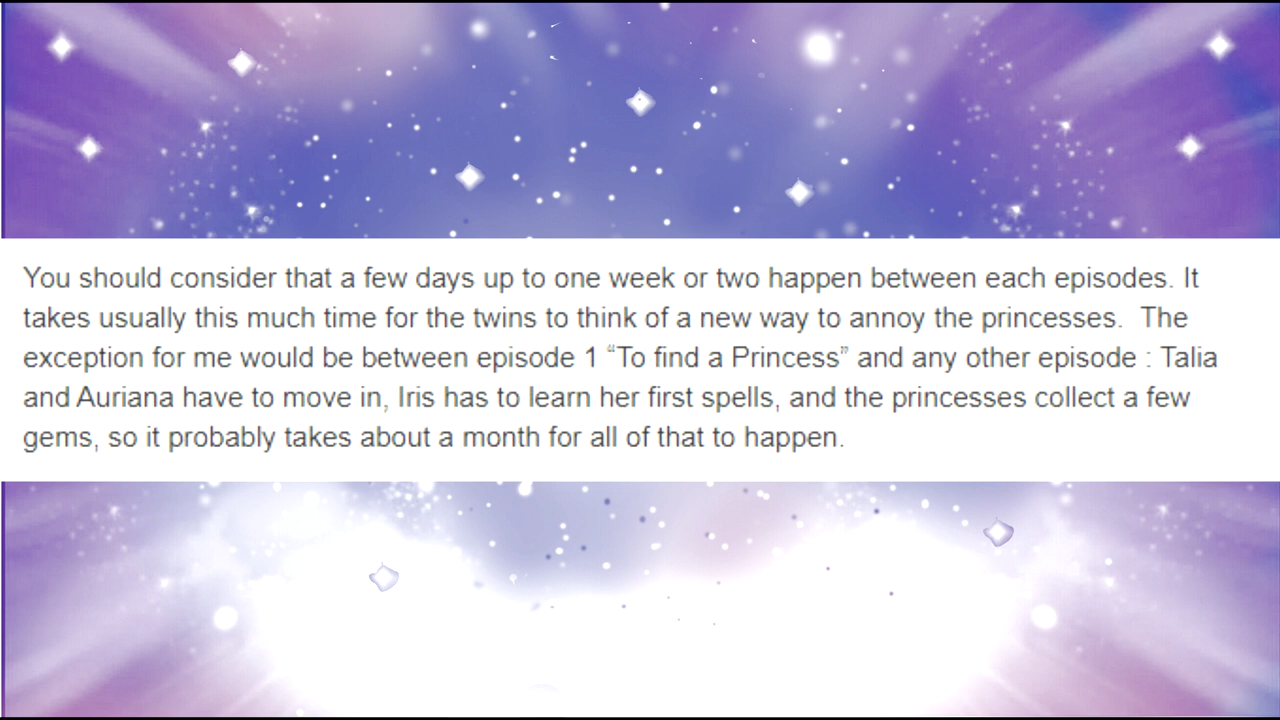 You should consider that a few days up to one week or two happen between each episodes. It
takes usually this much time for the twins to think of a new way to annoy the princesses.  The
exception for me would be between episode 1 “To find a Princess” and any other episode : Talia
and Auriana have to move in, Iris has to learn her first spells, and the princesses collect a few
gems, so it probably takes about a month for all of that to happen.